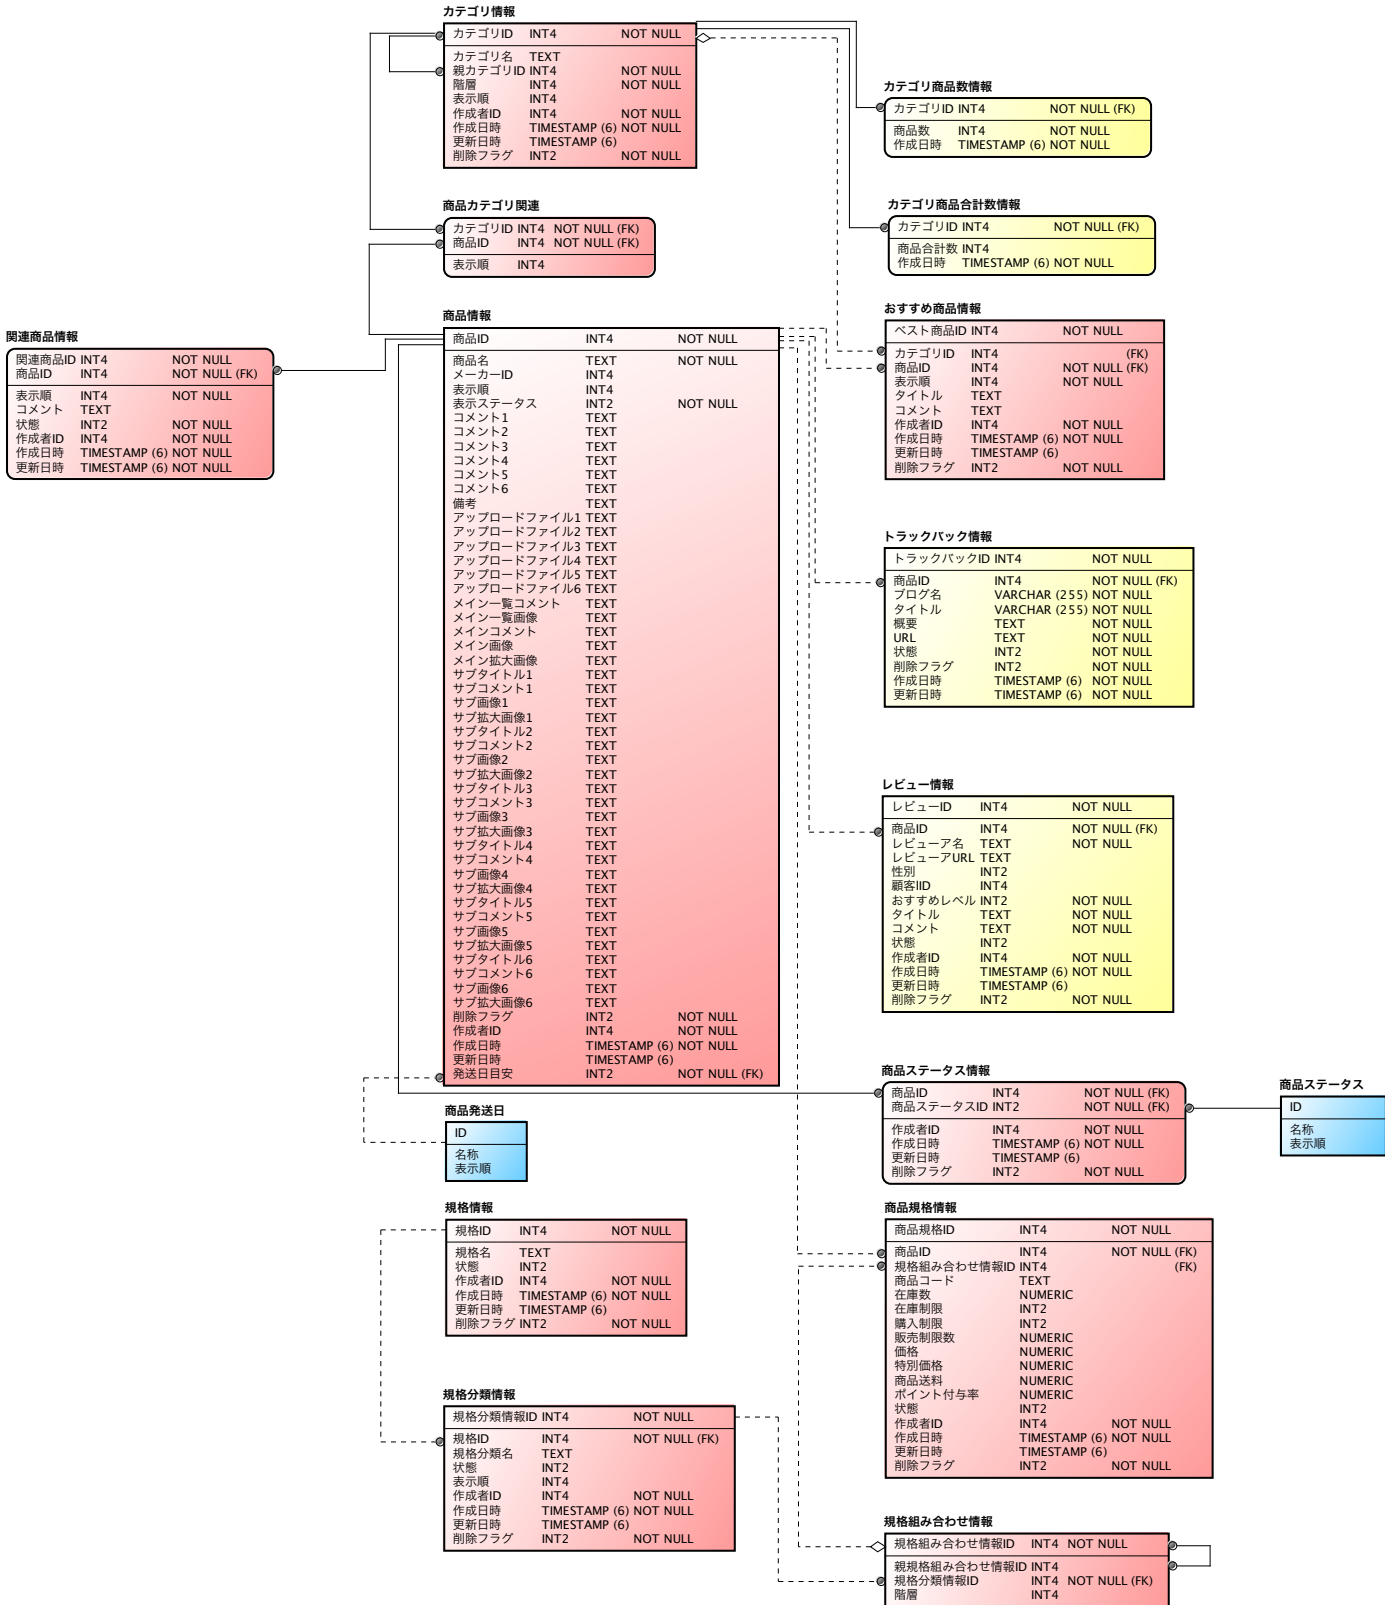 カテゴリ情報
カテゴリID INT4 NOT NULL
カテゴリ名 TEXT
親カテゴリID INT4 NOT NULL
階層 INT4 NOT NULL
表示順 INT4
作成者ID INT4 NOT NULL
作成日時 TIMESTAMP (6) NOT NULL
更新日時 TIMESTAMP (6)
削除フラグ INT2 NOT NULL
カテゴリ商品数情報
カテゴリID INT4 NOT NULL (FK)
商品数 INT4 NOT NULL
作成日時 TIMESTAMP (6) NOT NULL
商品カテゴリ関連
カテゴリID INT4 NOT NULL (FK)
商品ID INT4 NOT NULL (FK)
表示順 INT4
カテゴリ商品合計数情報
カテゴリID INT4 NOT NULL (FK)
商品合計数 INT4
作成日時 TIMESTAMP (6) NOT NULL
関連商品情報
関連商品ID INT4 NOT NULL
商品ID INT4 NOT NULL (FK)
表示順 INT4 NOT NULL
コメント TEXT
状態 INT2 NOT NULL
作成者ID INT4 NOT NULL
作成日時 TIMESTAMP (6) NOT NULL
更新日時 TIMESTAMP (6) NOT NULL
商品情報
商品ID INT4 NOT NULL
商品名 TEXT NOT NULL
メーカーID INT4
表示順 INT4
表示ステータス INT2 NOT NULL
コメント1 TEXT
コメント2 TEXT
コメント3 TEXT
コメント4 TEXT
コメント5 TEXT
コメント6 TEXT
備考 TEXT
アップロードファイル1 TEXT
アップロードファイル2 TEXT
アップロードファイル3 TEXT
アップロードファイル4 TEXT
アップロードファイル5 TEXT
アップロードファイル6 TEXT
メイン一覧コメント TEXT
メイン一覧画像 TEXT
メインコメント TEXT
メイン画像 TEXT
メイン拡大画像 TEXT
サブタイトル1 TEXT
サブコメント1 TEXT
サブ画像1 TEXT
サブ拡大画像1 TEXT
サブタイトル2 TEXT
サブコメント2 TEXT
サブ画像2 TEXT
サブ拡大画像2 TEXT
サブタイトル3 TEXT
サブコメント3 TEXT
サブ画像3 TEXT
サブ拡大画像3 TEXT
サブタイトル4 TEXT
サブコメント4 TEXT
サブ画像4 TEXT
サブ拡大画像4 TEXT
サブタイトル5 TEXT
サブコメント5 TEXT
サブ画像5 TEXT
サブ拡大画像5 TEXT
サブタイトル6 TEXT
サブコメント6 TEXT
サブ画像6 TEXT
サブ拡大画像6 TEXT
削除フラグ INT2 NOT NULL
作成者ID INT4 NOT NULL
作成日時 TIMESTAMP (6) NOT NULL
更新日時 TIMESTAMP (6)
発送日目安 INT2 NOT NULL (FK)
おすすめ商品情報
ベスト商品ID INT4 NOT NULL
カテゴリID INT4 (FK)
商品ID INT4 NOT NULL (FK)
表示順 INT4 NOT NULL
タイトル TEXT
コメント TEXT
作成者ID INT4 NOT NULL
作成日時 TIMESTAMP (6) NOT NULL
更新日時 TIMESTAMP (6)
削除フラグ INT2 NOT NULL
トラックバック情報
トラックバックID INT4 NOT NULL
商品ID INT4 NOT NULL (FK)
ブログ名 VARCHAR (255) NOT NULL
タイトル VARCHAR (255) NOT NULL
概要 TEXT NOT NULL
URL TEXT NOT NULL
状態 INT2 NOT NULL
削除フラグ INT2 NOT NULL
作成日時 TIMESTAMP (6) NOT NULL
更新日時 TIMESTAMP (6) NOT NULL
レビュー情報
レビューID INT4 NOT NULL
商品ID INT4 NOT NULL (FK)
レビューア名 TEXT NOT NULL
レビューアURL TEXT
性別 INT2
顧客IID INT4
おすすめレベル INT2 NOT NULL
タイトル TEXT NOT NULL
コメント TEXT NOT NULL
状態 INT2
作成者ID INT4 NOT NULL
作成日時 TIMESTAMP (6) NOT NULL
更新日時 TIMESTAMP (6)
削除フラグ INT2 NOT NULL
商品ステータス情報
商品ID INT4 NOT NULL (FK)
商品ステータスID INT2 NOT NULL (FK)
作成者ID INT4 NOT NULL
作成日時 TIMESTAMP (6) NOT NULL
更新日時 TIMESTAMP (6)
削除フラグ INT2 NOT NULL
商品ステータス
ID
名称
表示順
商品発送日
ID
名称
表示順
規格情報
規格ID INT4 NOT NULL
規格名 TEXT
状態 INT2
作成者ID INT4 NOT NULL
作成日時 TIMESTAMP (6) NOT NULL
更新日時 TIMESTAMP (6)
削除フラグ INT2 NOT NULL
商品規格情報
商品規格ID INT4 NOT NULL
商品ID INT4 NOT NULL (FK)
規格組み合わせ情報ID INT4 (FK)
商品コード TEXT
在庫数 NUMERIC
在庫制限 INT2
購入制限 INT2
販売制限数 NUMERIC
価格 NUMERIC
特別価格 NUMERIC
商品送料 NUMERIC
ポイント付与率 NUMERIC
状態 INT2
作成者ID INT4 NOT NULL
作成日時 TIMESTAMP (6) NOT NULL
更新日時 TIMESTAMP (6)
削除フラグ INT2 NOT NULL
規格分類情報
規格分類情報ID INT4 NOT NULL
規格ID INT4 NOT NULL (FK)
規格分類名 TEXT
状態 INT2
表示順 INT4
作成者ID INT4 NOT NULL
作成日時 TIMESTAMP (6) NOT NULL
更新日時 TIMESTAMP (6)
削除フラグ INT2 NOT NULL
規格組み合わせ情報
規格組み合わせ情報ID INT4 NOT NULL
親規格組み合わせ情報ID INT4
規格分類情報ID INT4 NOT NULL (FK)
階層 INT4